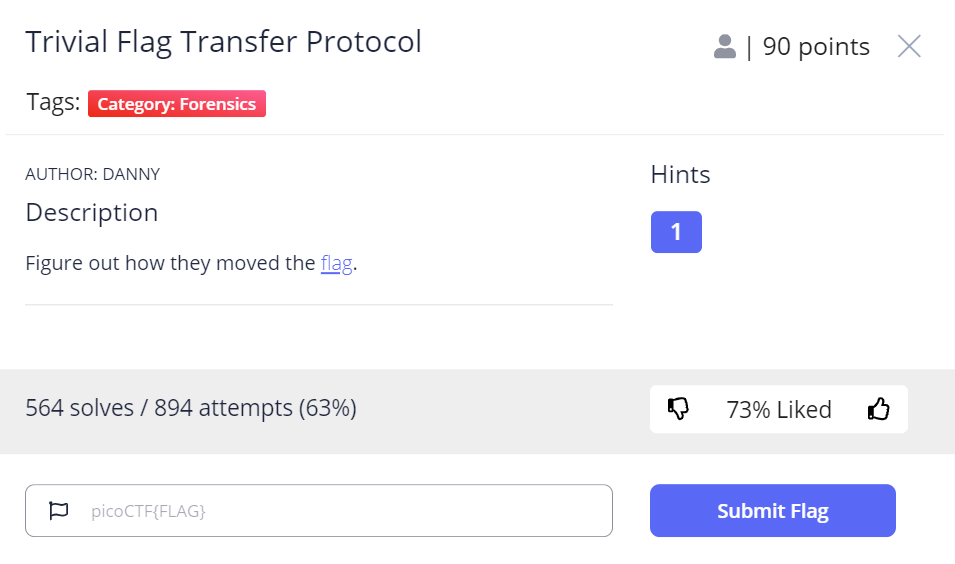 Trivial Flag Transfer Protocol
| 90 points
Tags: Category: Forensics
AUTHOR: DANNY
Description
Figure out how they moved the flag.
Hints
1
564 solves / 894 attempts (63%)
73% Liked
picoCTF{FLAG}
Submit Flag